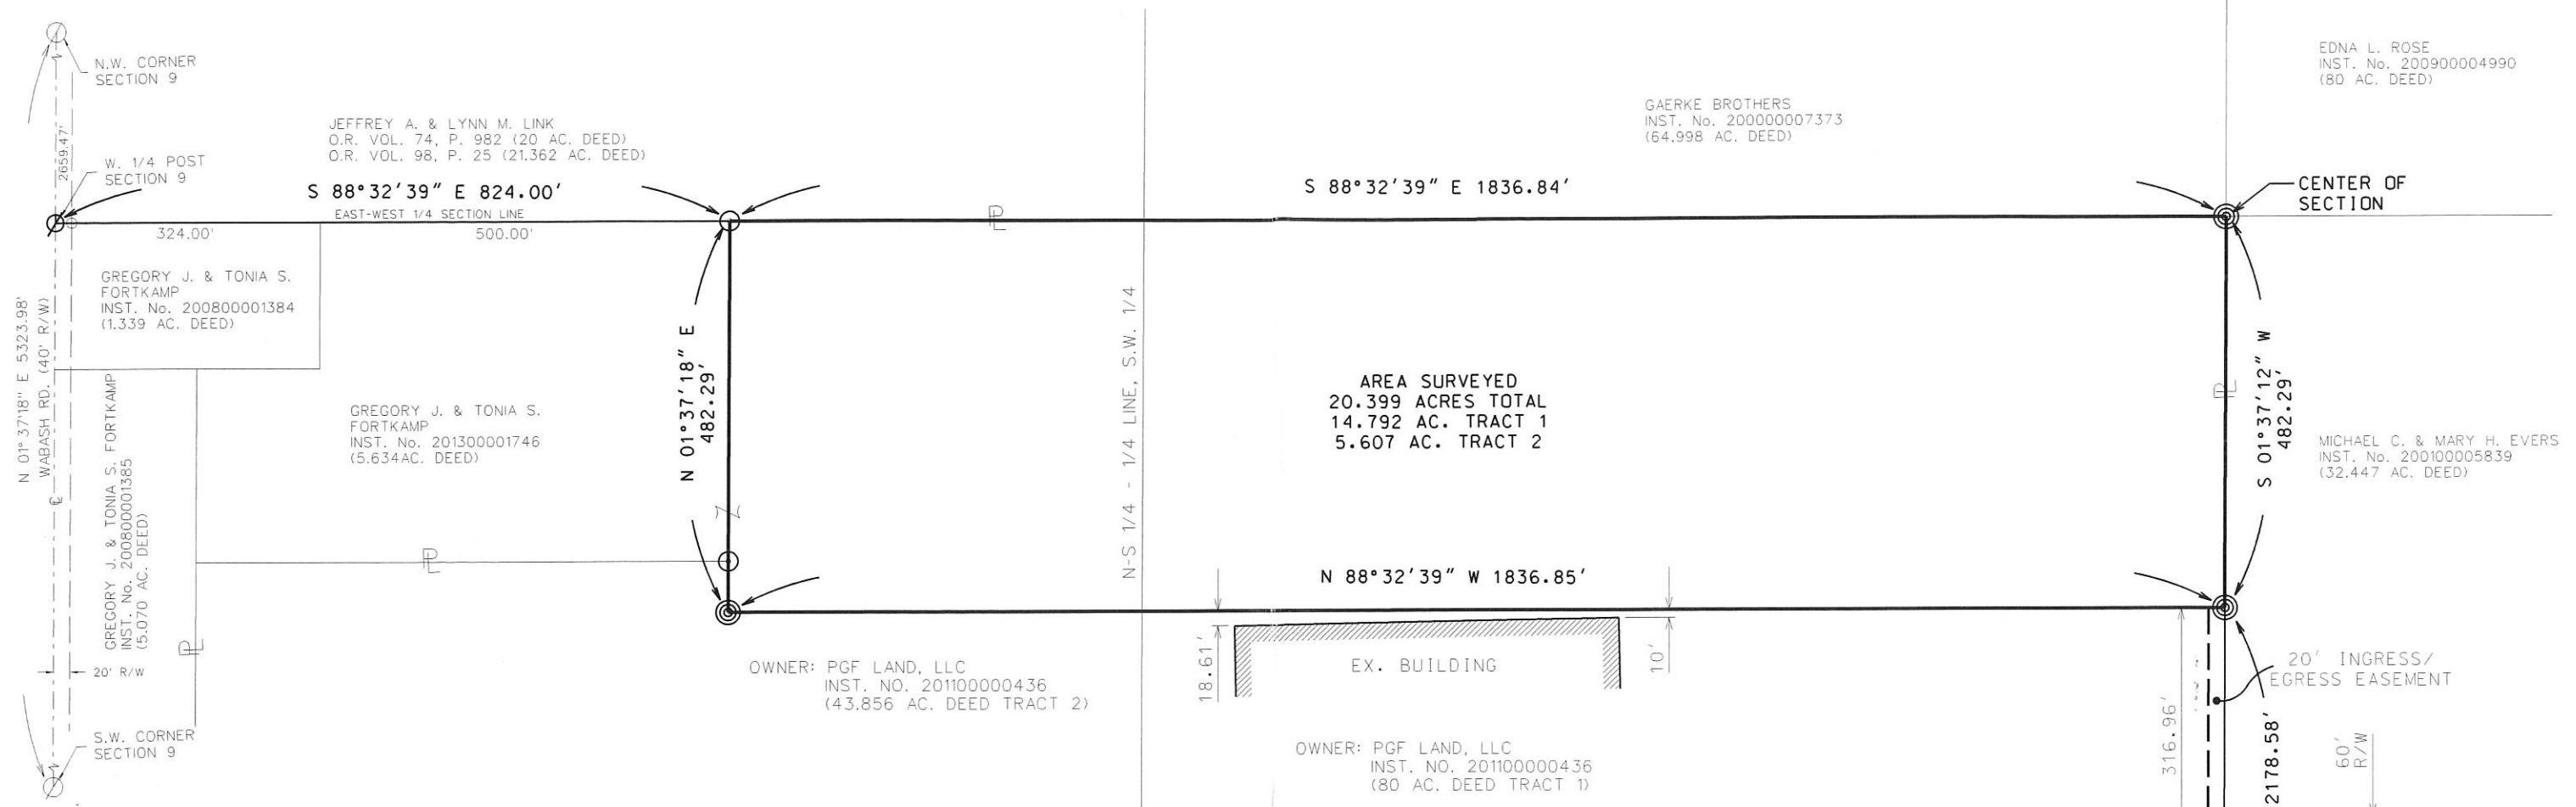 N.W. CORNER
SECTION 9
2659.47'
W. 1/4 POST
SECTION 9
JEFFREY A. & LYNN M. LINK
O.R. VOL. 74, P. 982 (20 AC. DEED)
O.R. VOL. 98, P. 25 (21.362 AC. DEED)
S 88°32'39" E 824.00'
EAST-WEST 1/4 SECTION LINE
324.00'
500.00'
GAERKE BROTHERS
INST. No. 200000007373
(64.998 AC. DEED)
EDNA L. ROSE
INST. No. 200900004990
(80 AC. DEED)
S 88°32'39" E 1836.84'
CENTER OF
SECTION
PL
GREGORY J. & TONIA S.
FORTKAMP
INST. No. 200800001384
(1.339 AC. DEED)
N 01°37'18" E 5323.98'
WABASH RD. (40' R/W)
CL
GREGORY J. & TONIA S. FORTKAMP
INST. No. 200800001385
(5.070 AC. DEED)
GREGORY J. & TONIA S.
FORTKAMP
INST. No. 201300001746
(5.634AC. DEED)
N 01°37'18" E
482.29'
N-S 1/4 - 1/4 LINE, S.W. 1/4
AREA SURVEYED
20.399 ACRES TOTAL
14.792 AC. TRACT 1
5.607 AC. TRACT 2
S 01°37'12" W
482.29'
PL
MICHAEL C. & MARY H. EVERS
INST. No. 200100005839
(32.447 AC. DEED)
Z
PL
N 88°32'39" W 1836.85'
PL
20' R/W
S.W. CORNER
SECTION 9
OWNER: PGF LAND, LLC
INST. NO. 201100000436
(43.856 AC. DEED TRACT 2)
18.61'
EX. BUILDING
10'
OWNER: PGF LAND, LLC
INST. NO. 201100000436
(80 AC. DEED TRACT 1)
316.96'
20' INGRESS/
EGRESS EASEMENT
2178.58'
60'
R/W